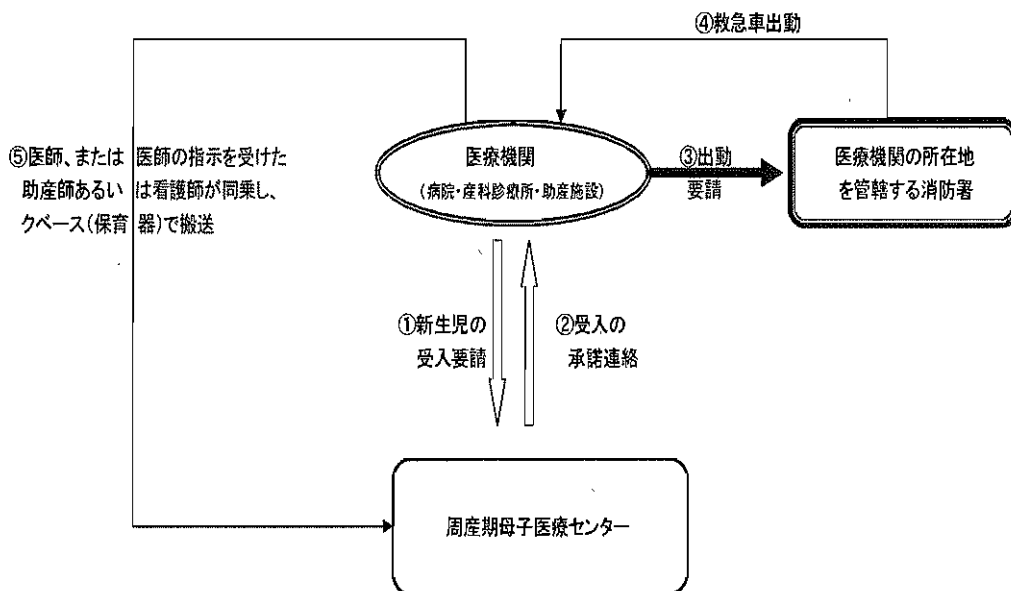 ④救急車出動
⑤医師、または医師の指示を受けた
助産師あるいは看護師が同乗し、
クベース(保育器)で搬送
医療機関
(病院・産科診療所・助産施設)
③出動
要請
医療機関の所在地
を管轄する消防署
①新生児の
受入要請
②受入の
承諾連絡
周産期母子医療センター